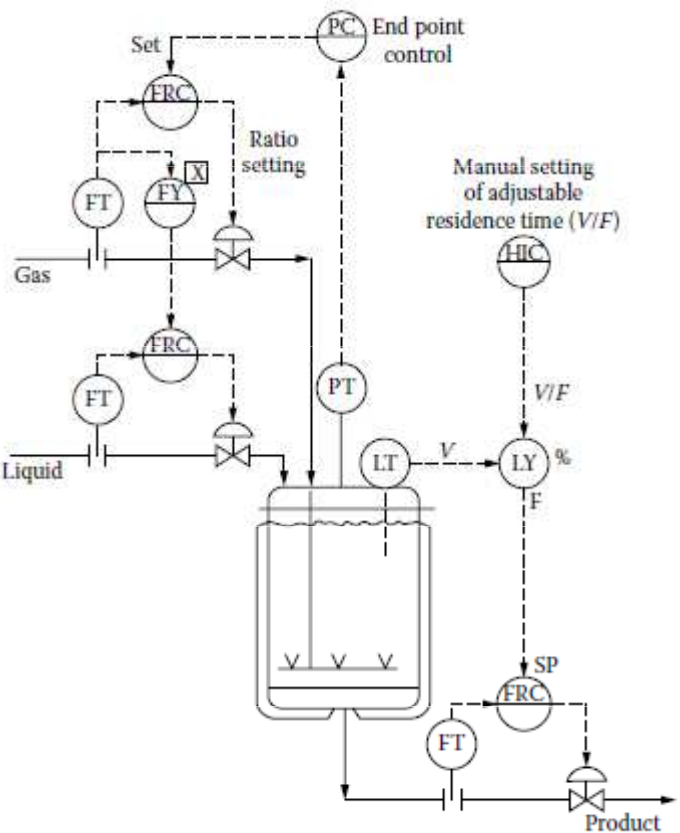 PC
End point
control
Set
FRC
Ratio
setting
X
FT
FY
Gas
Manual setting
of adjustable
residence time (V/F)
HIC
FRC
FT
Liquid
PT
V/F
LT
V
LY
%
F
SP
FRC
FT
Product